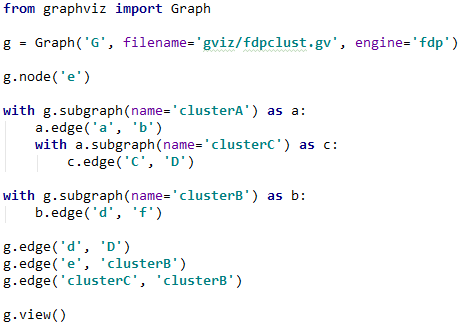 from graphviz import Graph
g = Graph('G', filename='gviz/fdpclust.gv', engine='fdp')
g.node('e')
with g.subgraph(name='clusterA') as a:
    a.edge('a', 'b')
    with a.subgraph(name='clusterC') as c:
        c.edge('C', 'D')
with g.subgraph(name='clusterB') as b:
    b.edge('d', 'f')
g.edge('d', 'D')
g.edge('e', 'clusterB')
g.edge('clusterC', 'clusterB')
g.view()